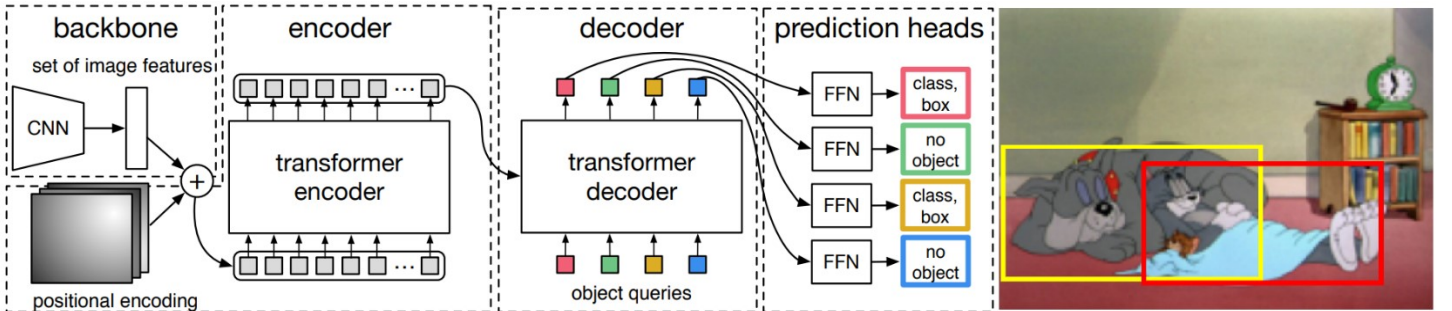 backbone
set of image features
CNN
+
positional encoding
encoder
...
transformer
encoder
...
decoder
transformer
decoder
object queries
prediction heads
FFN
class,
box
FFN
no
object
FFN
class,
box
FFN
no
object